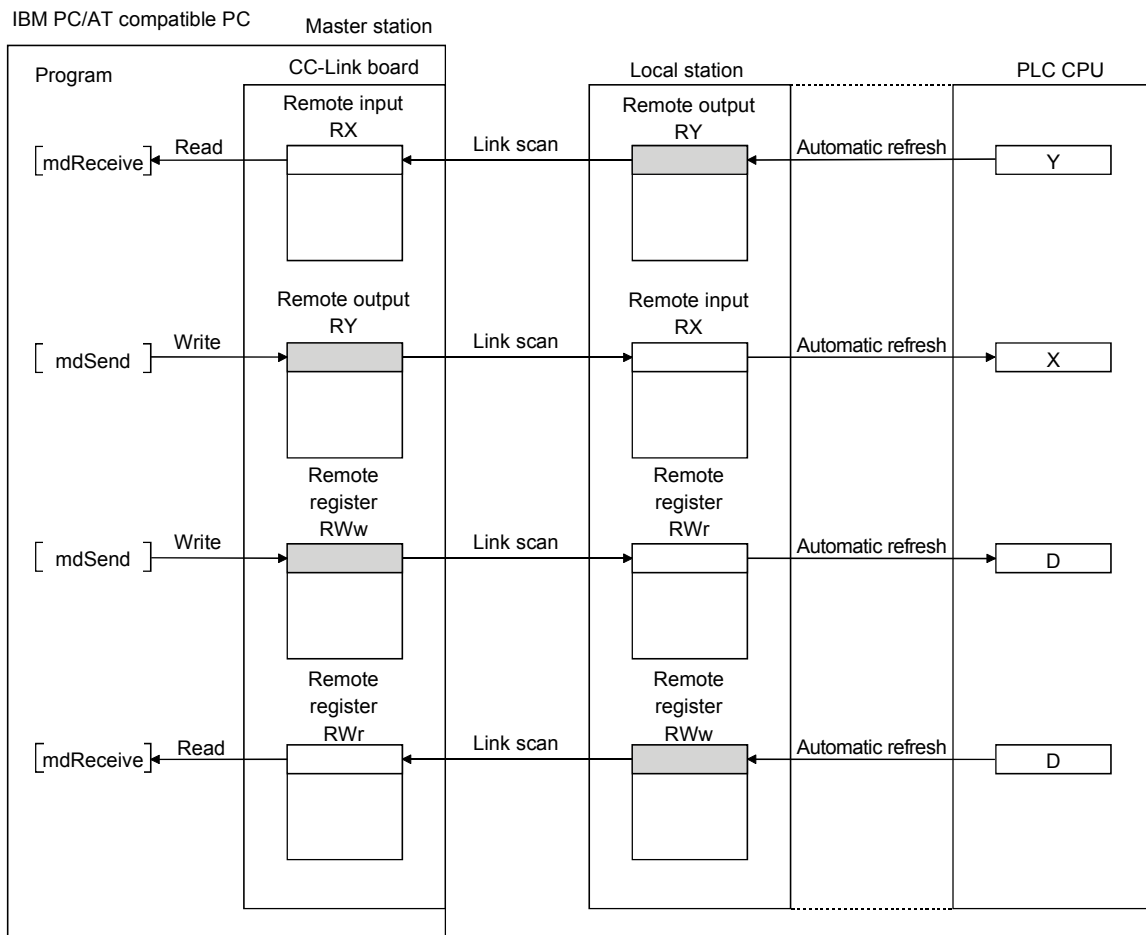 IBM PC/AT compatible PC
Master station
Program
CC-Link board
Local station
PLC CPU
Remote input
RX
Remote output
RY
[mdReceive]
Read
Link scan
Automatic refresh
Y
Remote output
RY
Remote input
RX
[ mdSend ]
Write
Link scan
Automatic refresh
X
Remote
register
RWw
Remote
register
RWr
[ mdSend ]
Write
Link scan
Automatic refresh
D
Remote
register
RWr
Remote
register
RWw
[mdReceive]
Read
Link scan
Automatic refresh
D